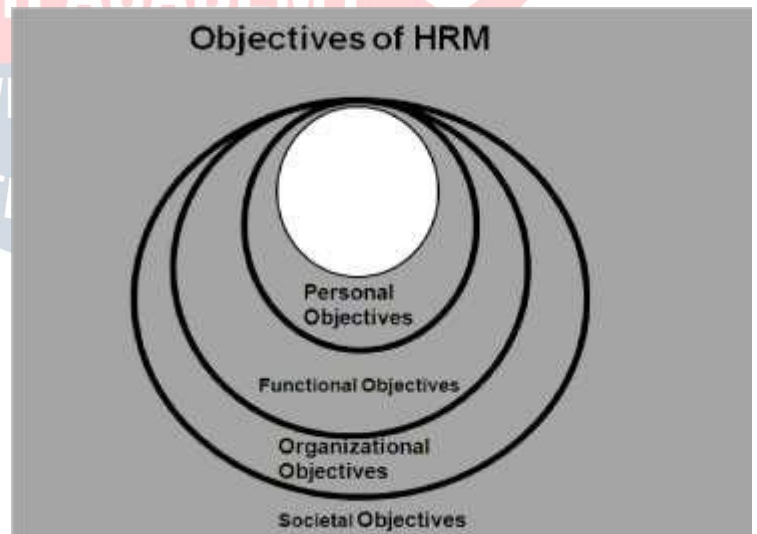 Objectives of HRM
Personal
Objectives
Functional Objectives
Organizational
Objectives
Societal Objectives